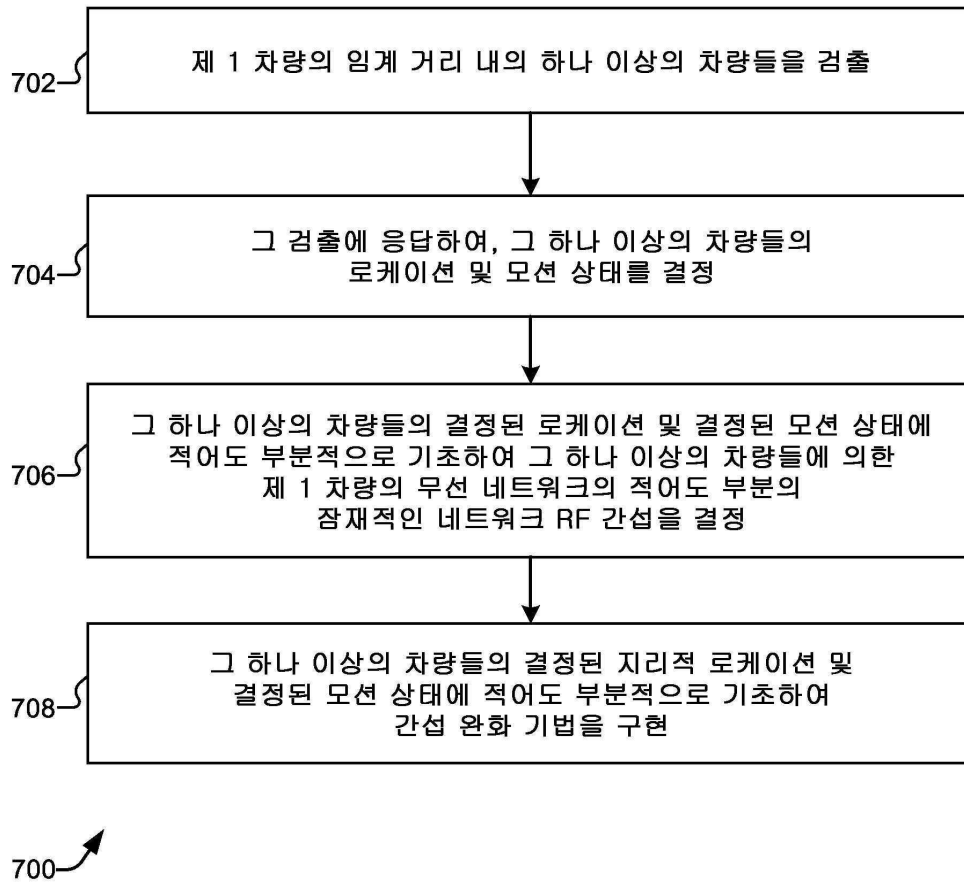 제 1 차량의 임계 거리 내의 하나 이상의 차량들을 검출
702
그 검출에 응답하여, 그 하나 이상의 차량들의
로케이션 및 모션 상태를 결정
704
그 하나 이상의 차량들의 결정된 로케이션 및 결정된 모션 상태에
적어도 부분적으로 기초하여 그 하나 이상의 차량들에 의한
제 1 차량의 무선 네트워크의 적어도 부분의
잠재적인 네트워크 RF 간섭을 결정
706
그 하나 이상의 차량들의 결정된 지리적 로케이션 및
결정된 모션 상태에 적어도 부분적으로 기초하여
간섭 완화 기법을 구현
708
700